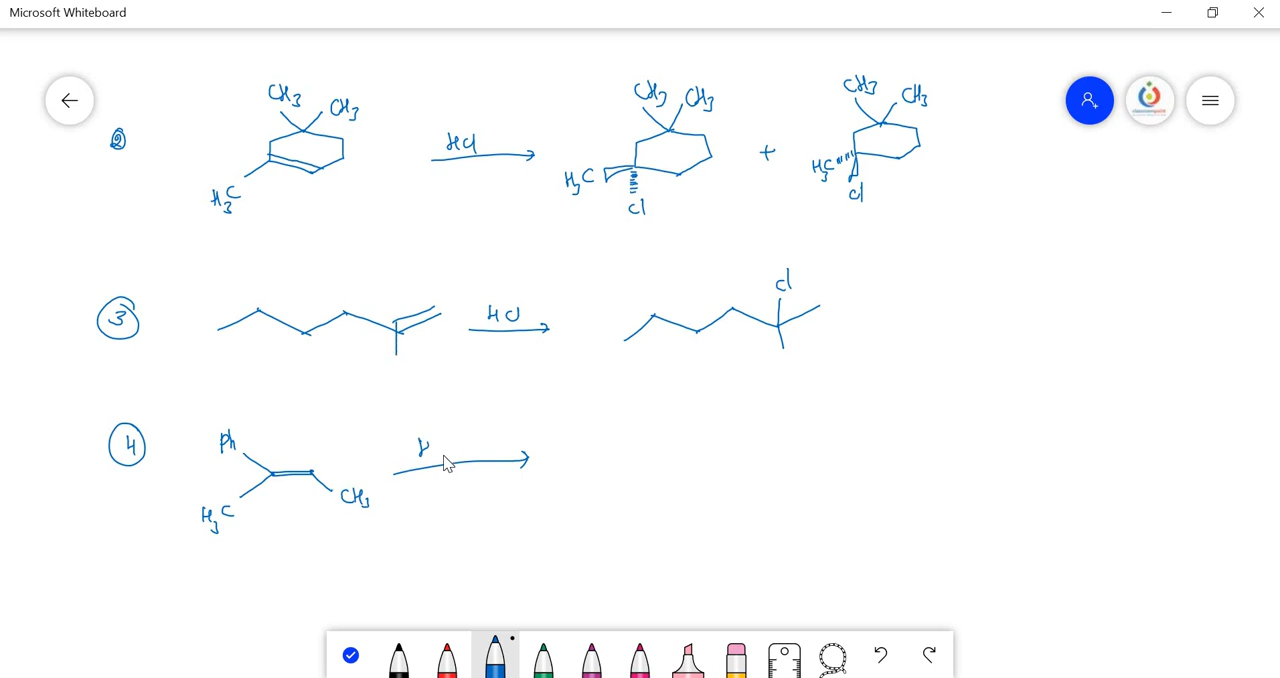 Microsoft Whiteboard
CH3 CH3
CH3 CH3
CH3 CH3
②
HCl
+
H3C
H3C
H3C
Cl
Cl
③
HCl
Cl
④
Ph
H3C
CH3